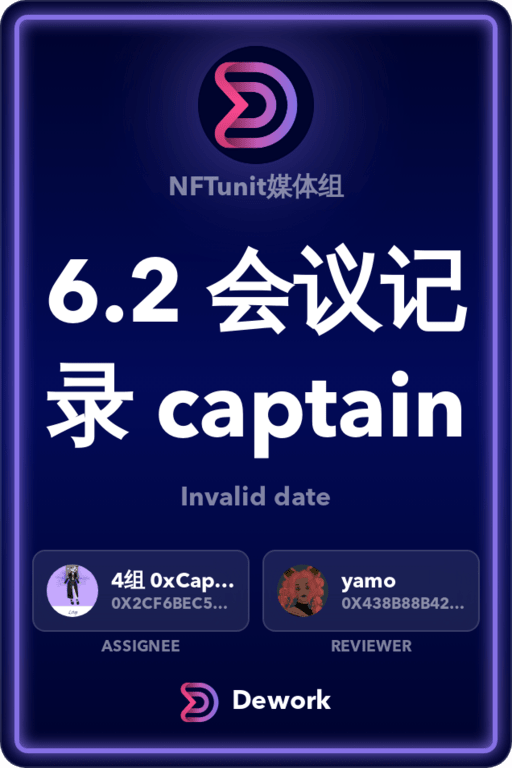 NFTunit媒体组
6.2 会议记
录 captain
Invalid date
4组 0xCap...
0X2CF6BEC5...
yamo
0X438B88B42...
ASSIGNEE
REVIEWER
Dework